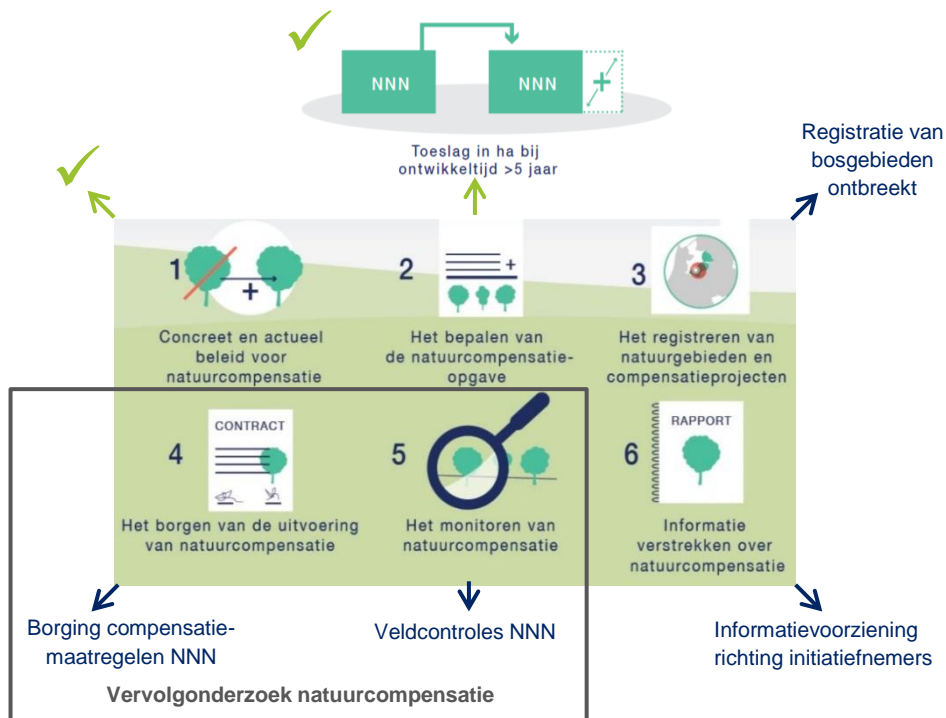 NNN
NNN
+
Toeslag in ha bij
ontwikkeltijd >5 jaar
Registratie van
bosgebieden
ontbreekt
1
+
Concreet en actueel
beleid voor
natuurcompensatie
2
+
Het bepalen van
de natuurcompensatie-
opgave
3
Het registreren van
natuurgebieden en
compensatieprojecten
4
CONTRACT
Het borgen van de uitvoering
van natuurcompensatie
5
Het monitoren van
natuurcompensatie
6
RAPPORT
Informatie
verstrekken over
natuurcompensatie
Borging compensatie-
maatregelen NNN
Veldcontroles NNN
Informatievoorziening
richting initiatiefnemers
Vervolgonderzoek natuurcompensatie